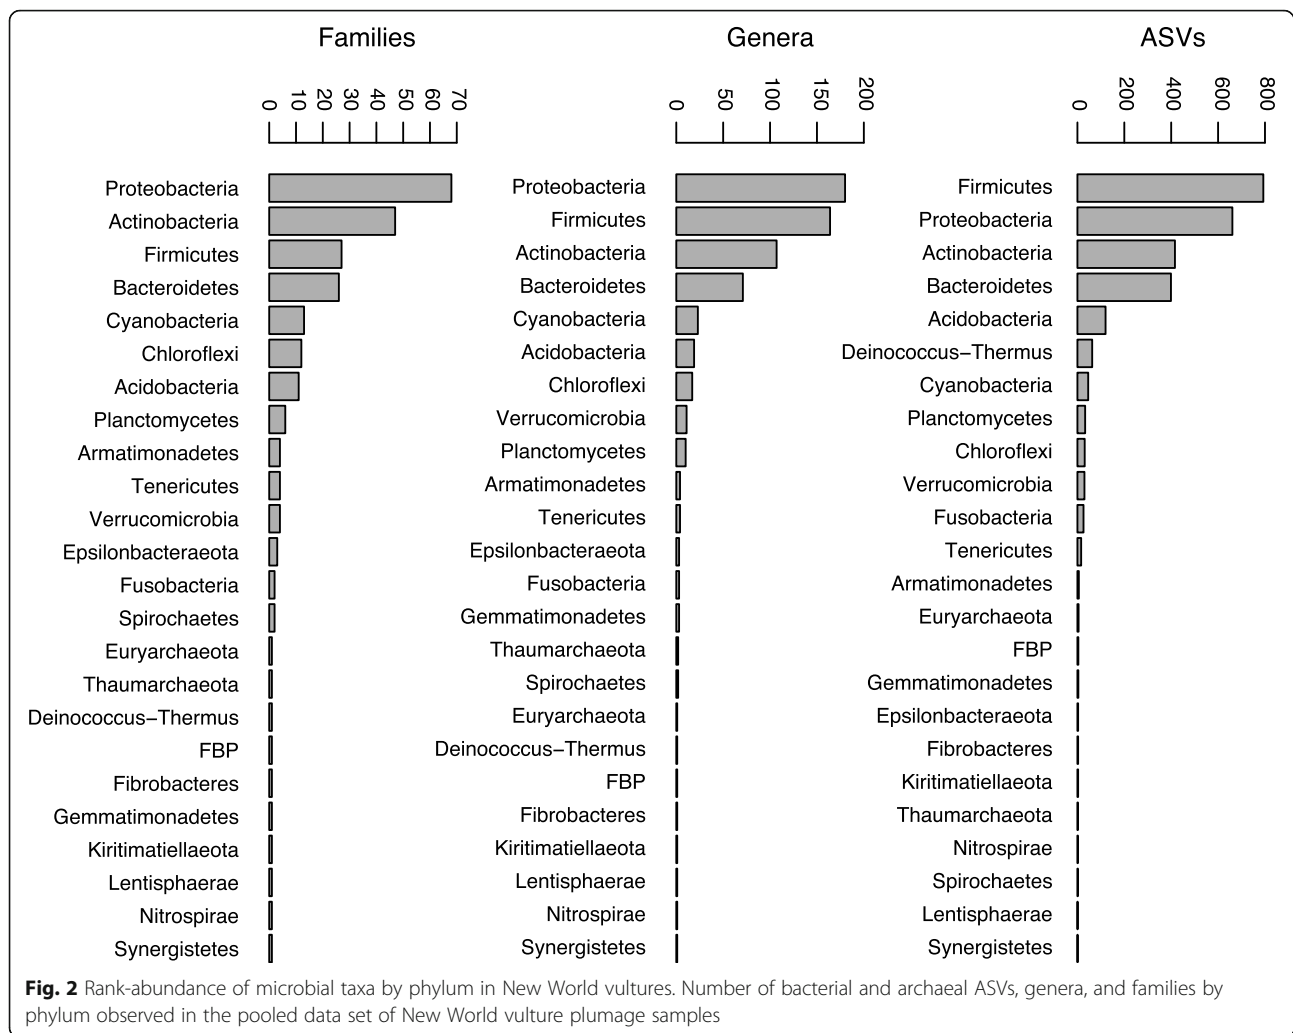 Families
0 10 20 30 40 50 60 70
Proteobacteria
Actinobacteria
Firmicutes
Bacteroidetes
Cyanobacteria
Chloroflexi
Acidobacteria
Planctomycetes
Armatimonadetes
Tenericutes
Verrucomicrobia
Epsilonbacteraeota
Fusobacteria
Spirochaetes
Euryarchaeota
Thaumarchaeota
Deinococcus−Thermus
FBP
Fibrobacteres
Gemmatimonadetes
Kiritimatiellaeota
Lentisphaerae
Nitrospirae
Synergistetes
Genera
0 50 100 150 200
Proteobacteria
Firmicutes
Actinobacteria
Bacteroidetes
Cyanobacteria
Acidobacteria
Chloroflexi
Verrucomicrobia
Planctomycetes
Armatimonadetes
Tenericutes
Epsilonbacteraeota
Fusobacteria
Gemmatimonadetes
Thaumarchaeota
Spirochaetes
Euryarchaeota
Deinococcus−Thermus
FBP
Fibrobacteres
Kiritimatiellaeota
Lentisphaerae
Nitrospirae
Synergistetes
ASVs
0 200 400 600 800
Firmicutes
Proteobacteria
Actinobacteria
Bacteroidetes
Acidobacteria
Deinococcus−Thermus
Cyanobacteria
Planctomycetes
Chloroflexi
Verrucomicrobia
Fusobacteria
Tenericutes
Armatimonadetes
Euryarchaeota
FBP
Gemmatimonadetes
Epsilonbacteraeota
Fibrobacteres
Kiritimatiellaeota
Thaumarchaeota
Nitrospirae
Spirochaetes
Lentisphaerae
Synergistetes
Fig. 2 Rank-abundance of microbial taxa by phylum in New World vultures. Number of bacterial and archaeal ASVs, genera, and families by
phylum observed in the pooled data set of New World vulture plumage samples